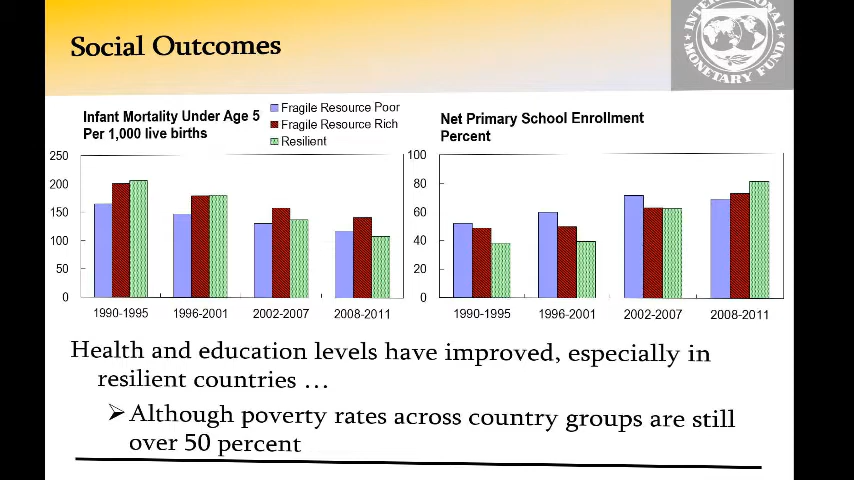 Social Outcomes
INTERNATIONAL MONETARY FUND
Infant Mortality Under Age 5
Per 1,000 live births
Fragile Resource Poor
Fragile Resource Rich
Resilient
250
200
150
100
50
0
1990-1995 1996-2001 2002-2007 2008-2011
Net Primary School Enrollment
Percent
100
80
60
40
20
0
1990-1995 1996-2001 2002-2007 2008-2011
Health and education levels have improved, especially in
resilient countries …
Although poverty rates across country groups are still
over 50 percent